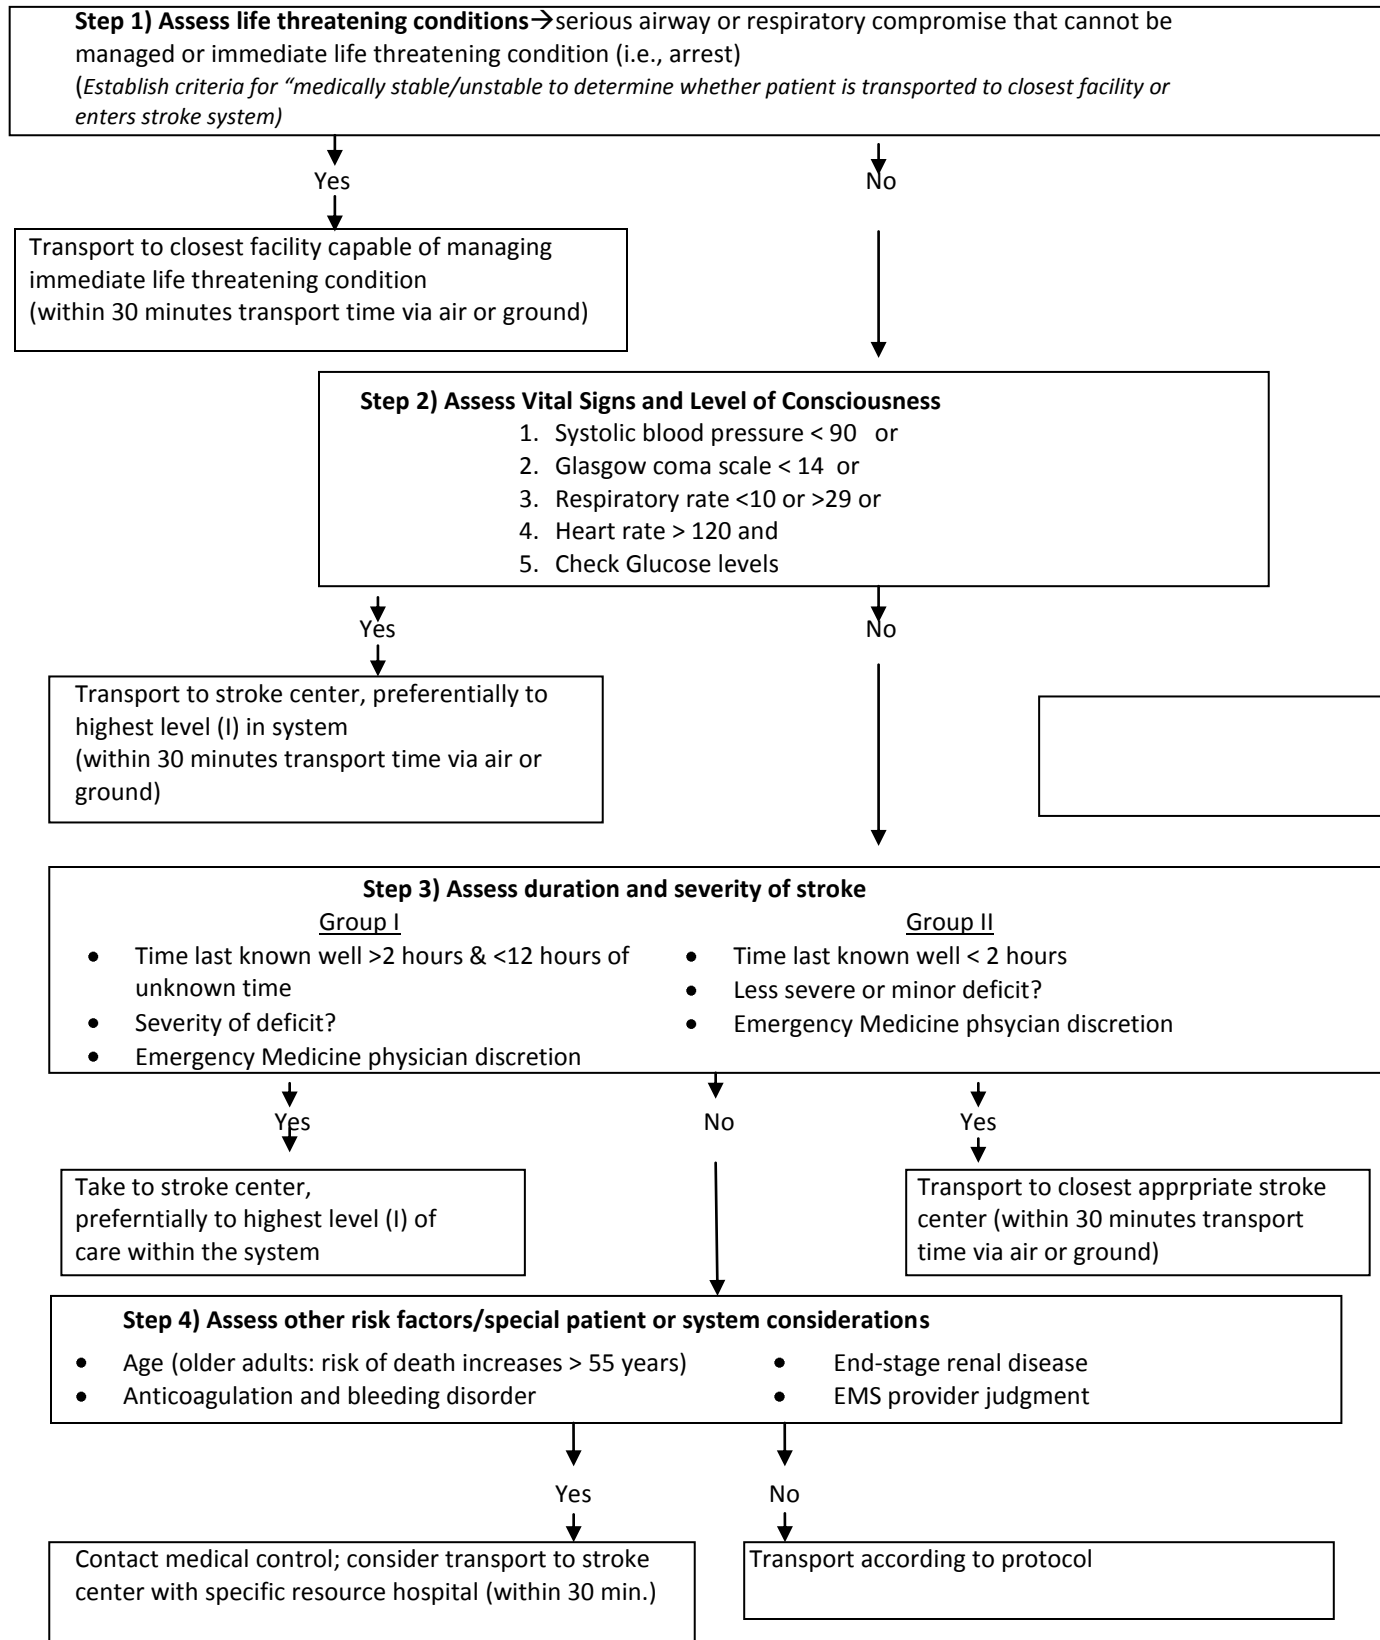 Step 1) Assess life threatening conditions→serious airway or respiratory compromise that cannot be
managed or immediate life threatening condition (i.e., arrest)
(Establish criteria for “medically stable/unstable to determine whether patient is transported to closest facility or
enters stroke system)
Yes
No
Transport to closest facility capable of managing
immediate life threatening condition
(within 30 minutes transport time via air or ground)
Step 2) Assess Vital Signs and Level of Consciousness
1. Systolic blood pressure < 90 or
2. Glasgow coma scale < 14 or
3. Respiratory rate <10 or >29 or
4. Heart rate > 120 and
5. Check Glucose levels
Yes
No
Transport to stroke center, preferentially to
highest level (I) in system
(within 30 minutes transport time via air or
ground)
Step 3) Assess duration and severity of stroke
Group I
• Time last known well >2 hours & <12 hours of
unknown time
• Severity of deficit?
• Emergency Medicine physician discretion
Group II
• Time last known well < 2 hours
• Less severe or minor deficit?
• Emergency Medicine phsycian discretion
Yes
No
Yes
Take to stroke center,
preferntially to highest level (I) of
care within the system
Transport to closest apprpriate stroke
center (within 30 minutes transport
time via air or ground)
Step 4) Assess other risk factors/special patient or system considerations
• Age (older adults: risk of death increases > 55 years)
• Anticoagulation and bleeding disorder
• End-stage renal disease
• EMS provider judgment
Yes
No
Contact medical control; consider transport to stroke
center with specific resource hospital (within 30 min.)
Transport according to protocol